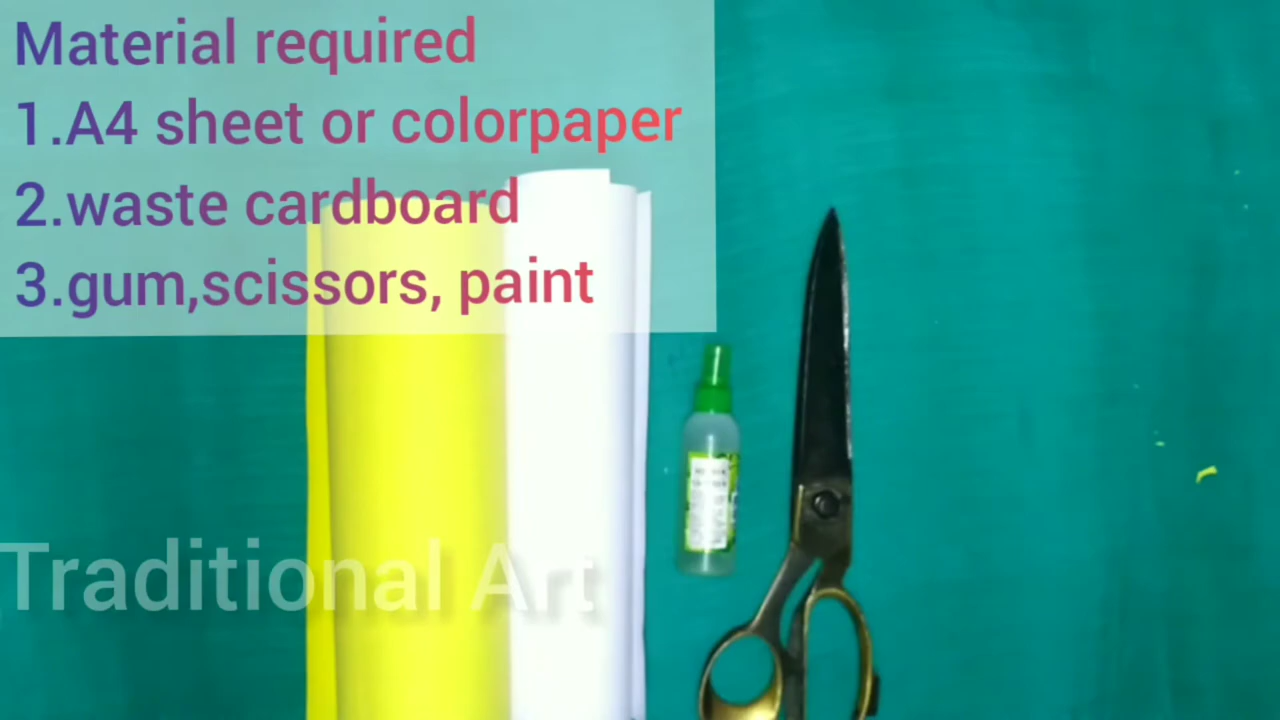 Material required
1.A4 sheet or colorpaper
2.waste cardboard
3.gum,scissors, paint
Traditional Art